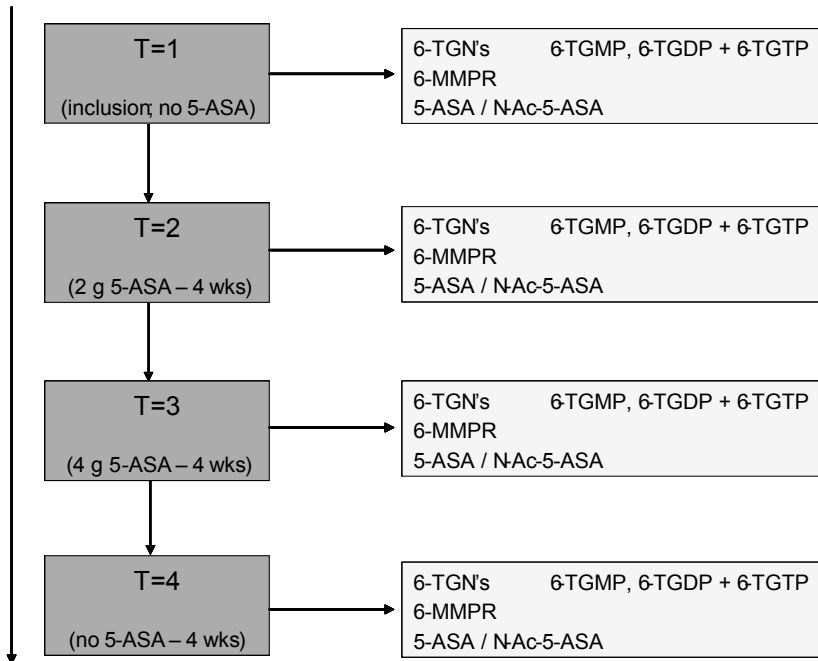 T=1
(inclusion; no 5-ASA)
6-TGN's 6-TGMP, 6-TGDP + 6-TGTP
6-MMPR
5-ASA / N-Ac-5-ASA
T=2
(2 g 5-ASA – 4 wks)
6-TGN's 6-TGMP, 6-TGDP + 6-TGTP
6-MMPR
5-ASA / N-Ac-5-ASA
T=3
(4 g 5-ASA – 4 wks)
6-TGN's 6-TGMP, 6-TGDP + 6-TGTP
6-MMPR
5-ASA / N-Ac-5-ASA
T=4
(no 5-ASA – 4 wks)
6-TGN's 6-TGMP, 6-TGDP + 6-TGTP
6-MMPR
5-ASA / N-Ac-5-ASA